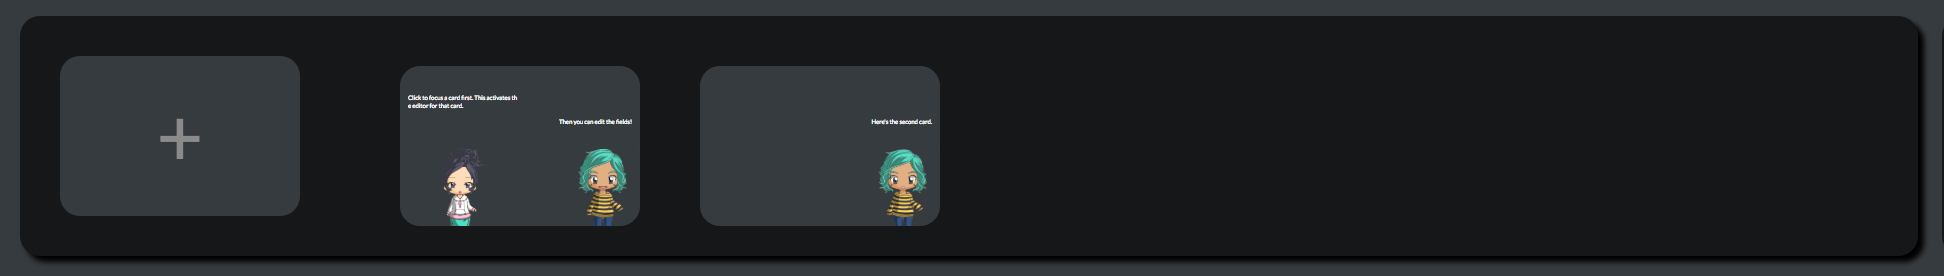 Click to focus a card first. This activates th
e editor for that card.
Then you can edit the fields!
Here's the second card.